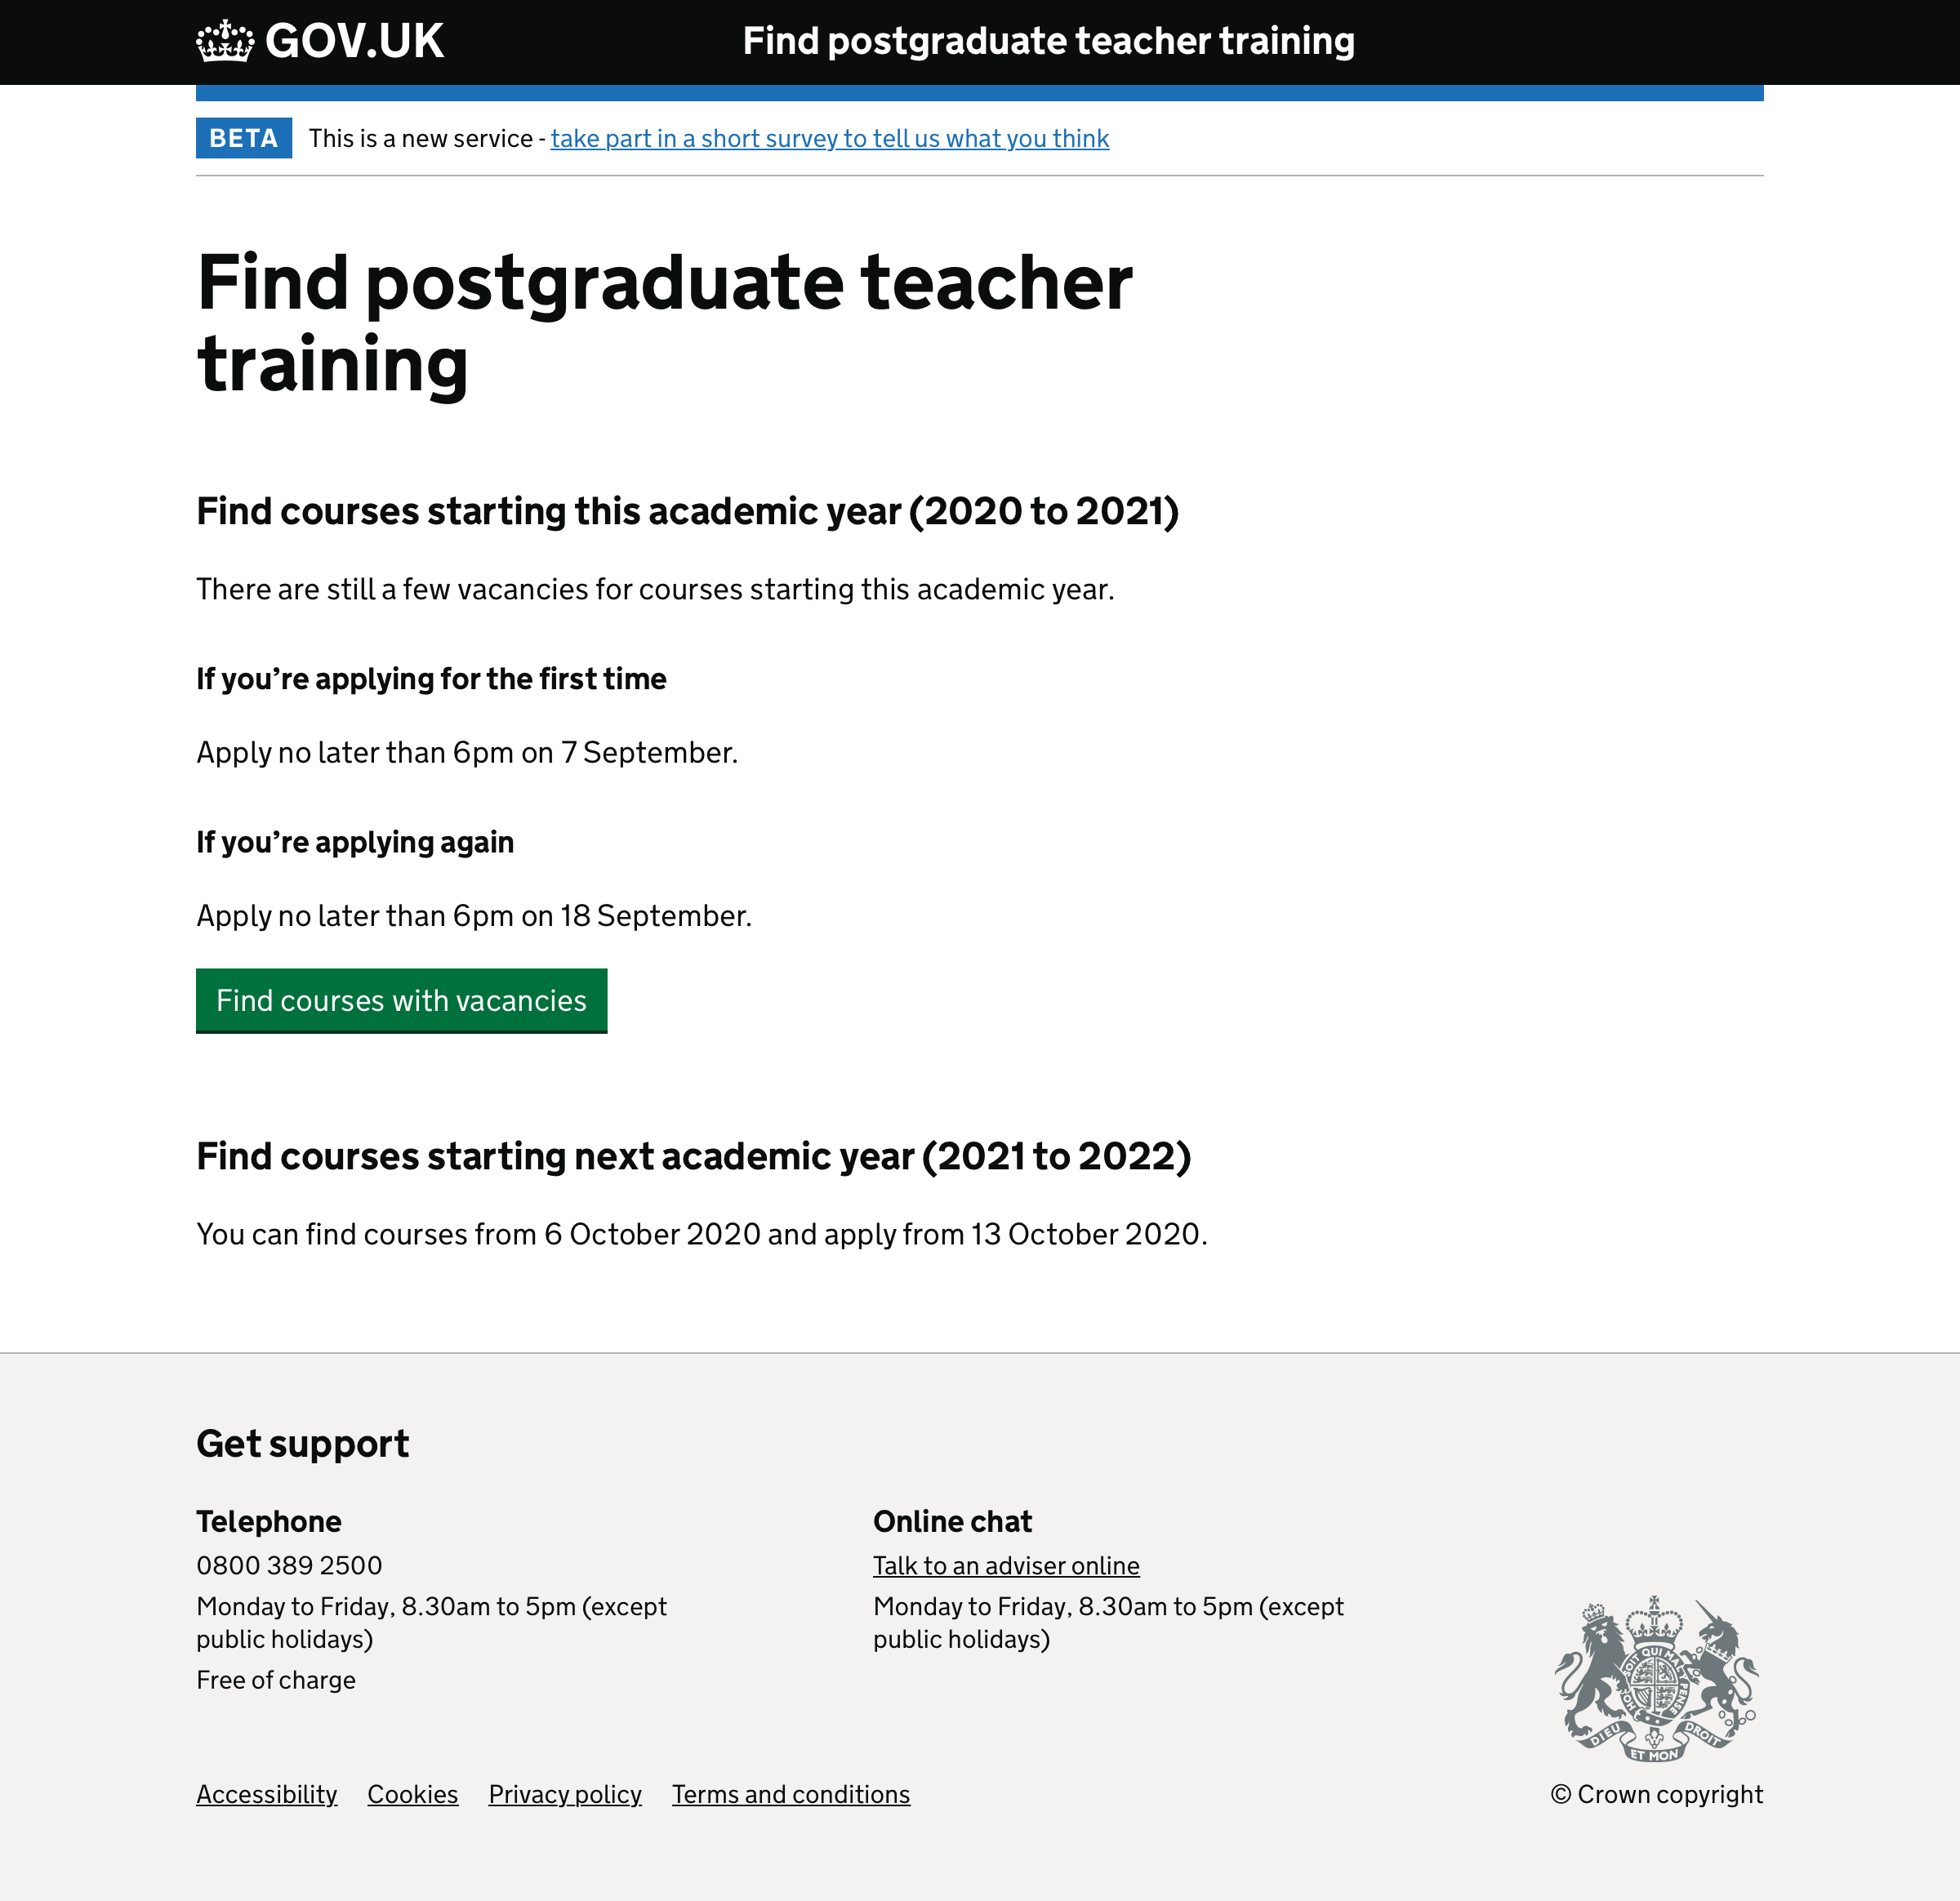 GOV.UK
Find postgraduate teacher training
BETA
This is a new service - take part in a short survey to tell us what you think
Find postgraduate teacher
training
Find courses starting this academic year (2020 to 2021)
There are still a few vacancies for courses starting this academic year.
If you’re applying for the first time
Apply no later than 6pm on 7 September.
If you’re applying again
Apply no later than 6pm on 18 September.
Find courses with vacancies
Find courses starting next academic year (2021 to 2022)
You can find courses from 6 October 2020 and apply from 13 October 2020.
Get support
Telephone
0800 389 2500
Monday to Friday, 8.30am to 5pm (except
public holidays)
Free of charge
Online chat
Talk to an adviser online
Monday to Friday, 8.30am to 5pm (except
public holidays)
SOIT QUI MAL
PENSE
DIEU
ET MON
DROIT
Accessibility
Cookies
Privacy policy
Terms and conditions
© Crown copyright